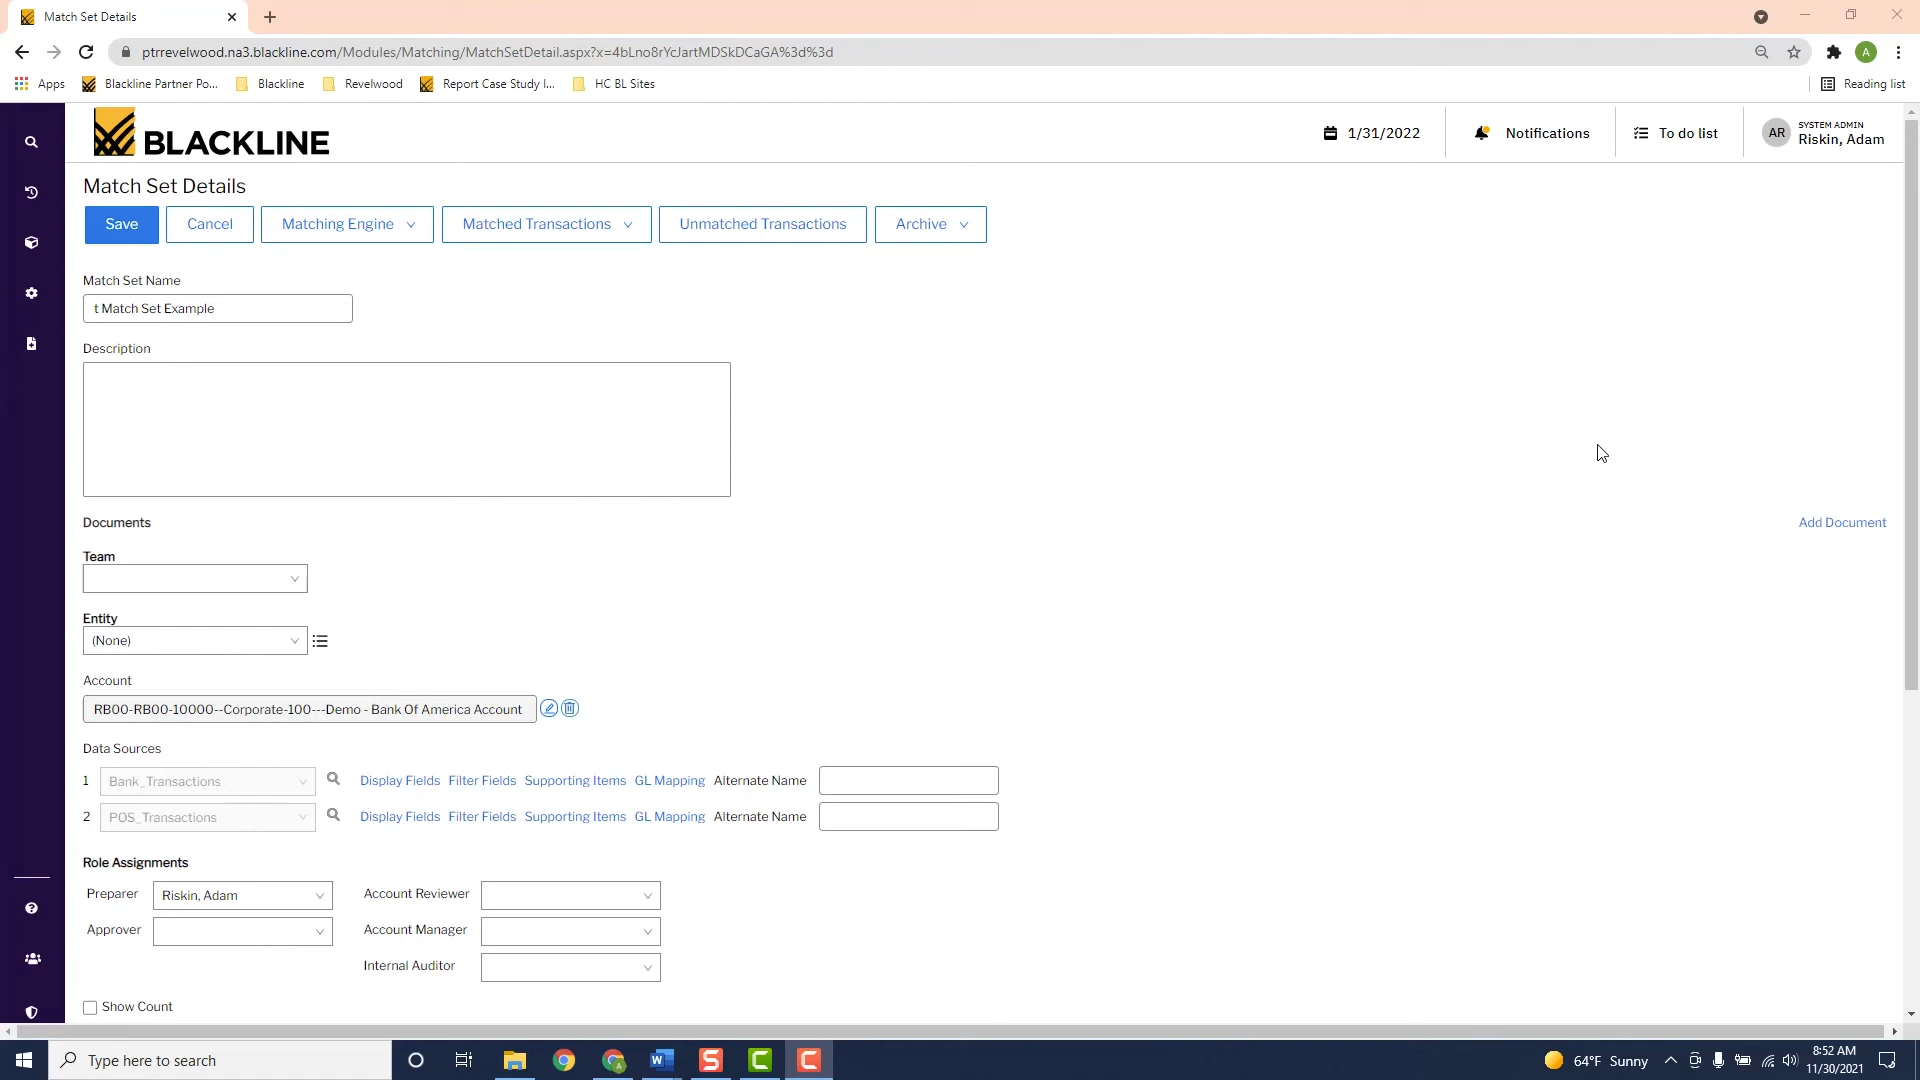 Match Set Details
ptrrevelwood.na3.blackline.com/Modules/Matching/MatchSetDetail.aspx?x=4bLno8rYcJartMDSkDCaGA%3d%3d
A
Apps
Blackline Partner Po...
Blackline
Revelwood
Report Case Study I...
HC BL Sites
Reading list
BLACKLINE
1/31/2022
Notifications
To do list
AR
SYSTEM ADMIN
Riskin, Adam
Match Set Details
Save
Cancel
Matching Engine
Matched Transactions
Unmatched Transactions
Archive
Match Set Name
t Match Set Example
Description
Documents
Add Document
Team
Entity
(None)
Account
RB00-RB00-10000--Corporate-100---Demo - Bank Of America Account
Data Sources
1 Bank_Transactions Display Fields Filter Fields Supporting Items GL Mapping Alternate Name
2 POS_Transactions Display Fields Filter Fields Supporting Items GL Mapping Alternate Name
Role Assignments
Preparer Riskin, Adam Account Reviewer
Approver Account Manager
Internal Auditor
Show Count
Type here to search
64°F Sunny
8:52 AM
11/30/2021